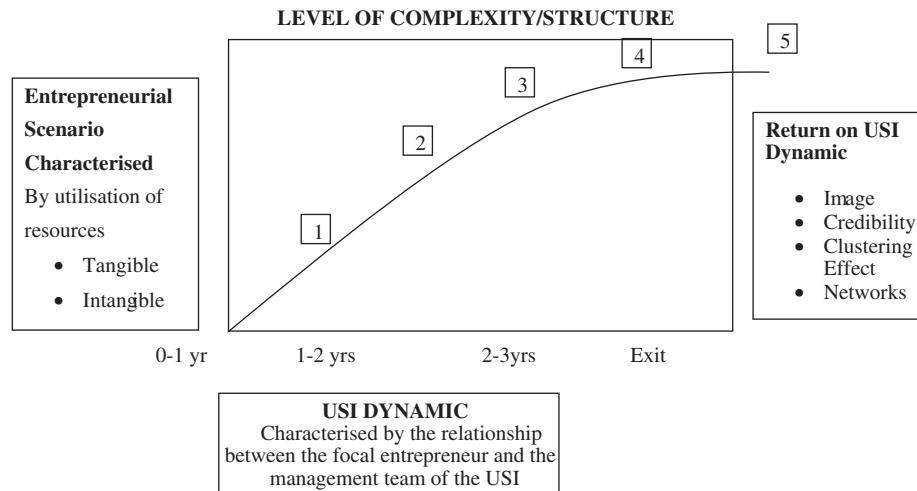 LEVEL OF COMPLEXITY/STRUCTURE
5
4
3
2
1
Entrepreneurial
Scenario
Characterised
By utilisation of
resources
• Tangible
• Intangible
Return on USI
Dynamic
• Image
• Credibility
• Clustering
Effect
• Networks
0-1 yr
1-2 yrs
2-3yrs
Exit
USI DYNAMIC
Characterised by the relationship
between the focal entrepreneur and the
management team of the USI